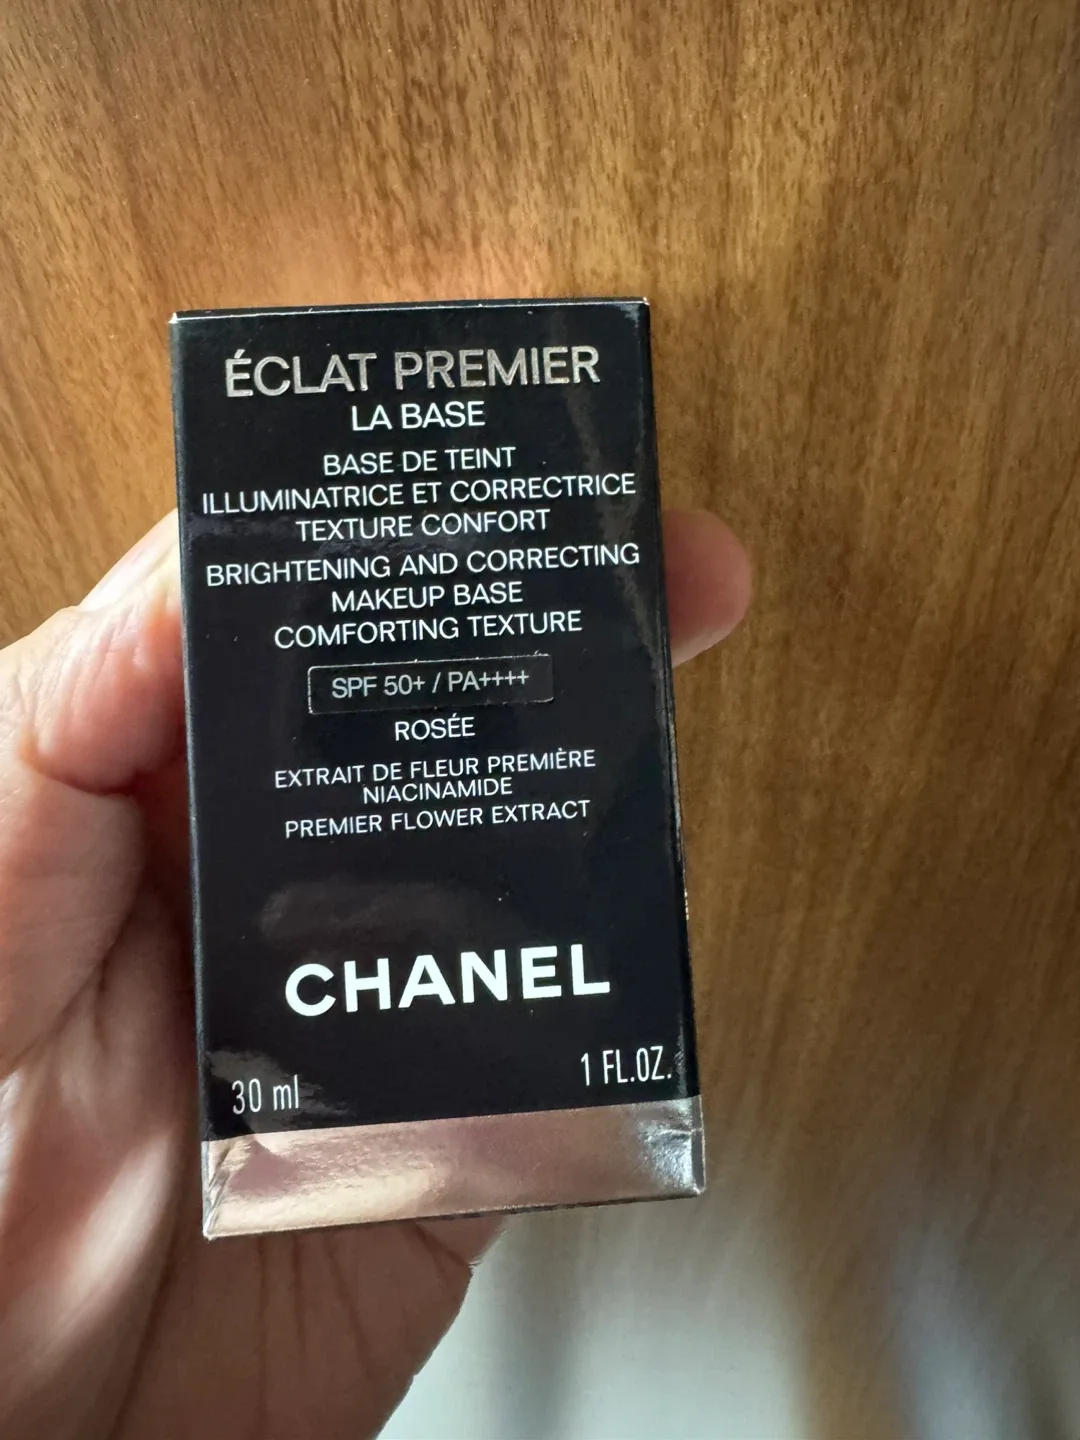 ÉCLAT PREMIER
LA BASE
BASE DE TEINT
ILLUMINATRICE ET CORRECTRICE
TEXTURE CONFORT
BRIGHTENING AND CORRECTING
MAKEUP BASE
COMFORTING TEXTURE
SPF 50+ / PA++++
ROSÉE
EXTRAIT DE FLEUR PREMIÈRE
NIACINAMIDE
PREMIER FLOWER EXTRACT
CHANEL
30 ml
1 FL.OZ.